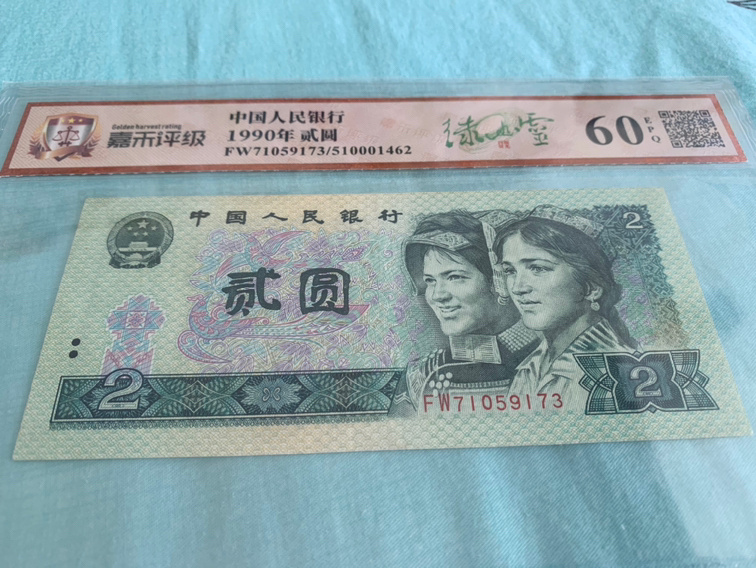 Golden harvest rating
嘉禾评级
中国人民银行
1990年 贰圆
FW71059173/510001462
绿幽灵
60 EPQ
中国人民银行
2
贰圆
2
FW71059173
2